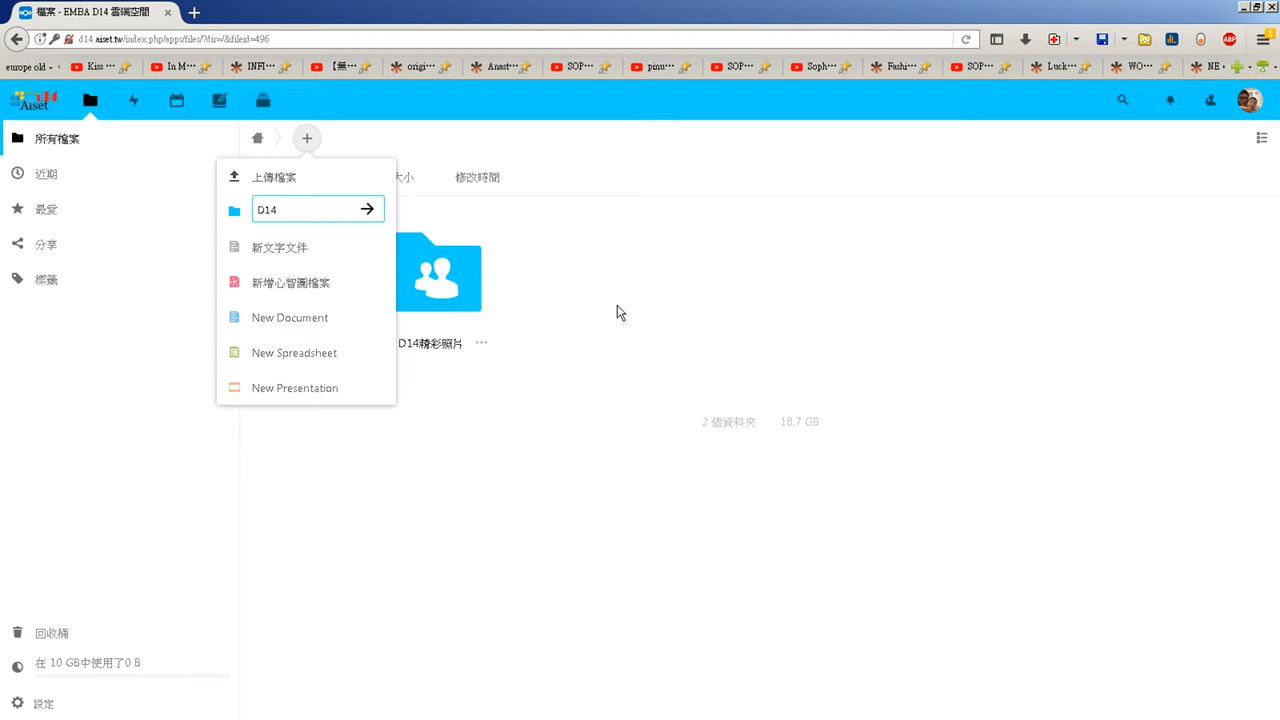 檔案 - EMBA D14 雲端空間
d14.aiset.tw/index.php/apps/files/?dir=/&fileid=496
europe old
Kiss ···
In M···
INFI···
【無···
origi···
Anast···
SOP···
pinu···
SOP···
Soph···
Fashi···
SOP···
Luck···
WO···
NE
ABP
Aiset
所有檔案
近期
最愛
分享
標籤
上傳檔案
D14
新文字文件
新增心智圖檔案
New Document
New Spreadsheet
New Presentation
大小
修改時間
D14精彩照片 ···
2 個資料夾 18.7 GB
回收桶
在 10 GB中使用了0 B
設定